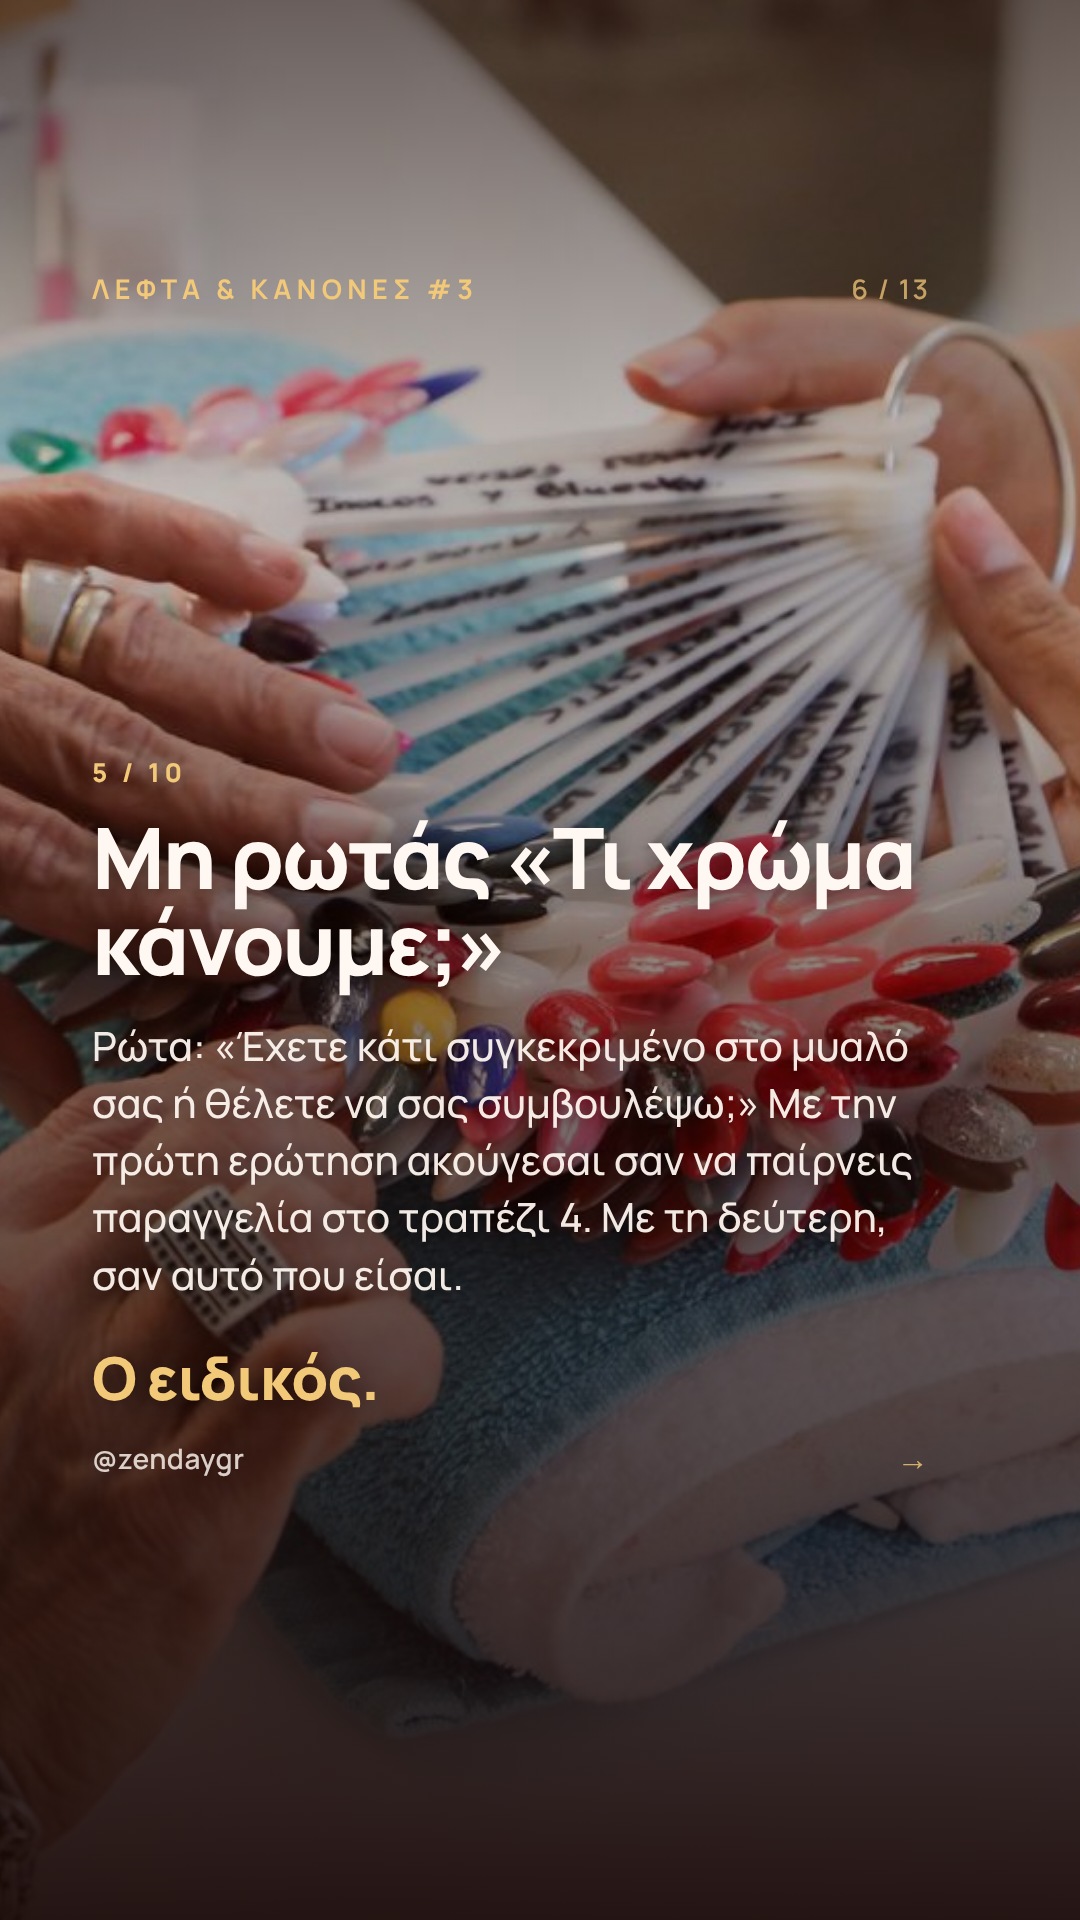 ΛΕΦΤΑ & ΚΑΝΟΝΕΣ #3
6 / 13
5 / 10
Μη ρωτάς «Τι χρώμα
κάνουμε;»
Ρώτα: «Έχετε κάτι συγκεκριμένο στο μυαλό
σας ή θέλετε να σας συμβουλέψω;» Με την
πρώτη ερώτηση ακούγεσαι σαν να παίρνεις
παραγγελία στο τραπέζι 4. Με τη δεύτερη,
σαν αυτό που είσαι.
Ο ειδικός.
@zendaygr
→